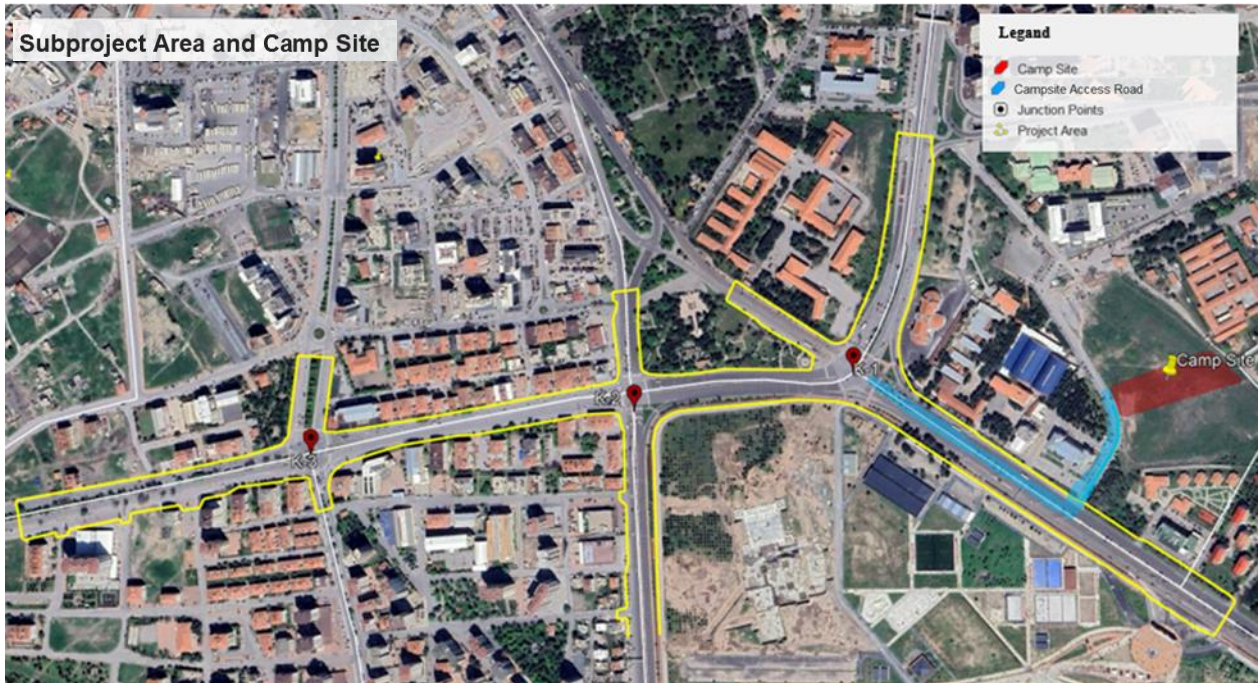 Subproject Area and Camp Site
Legand
Camp Site
Campsite Access Road
Junction Points
Project Area
K-1
Camp Site
K-2
K-3